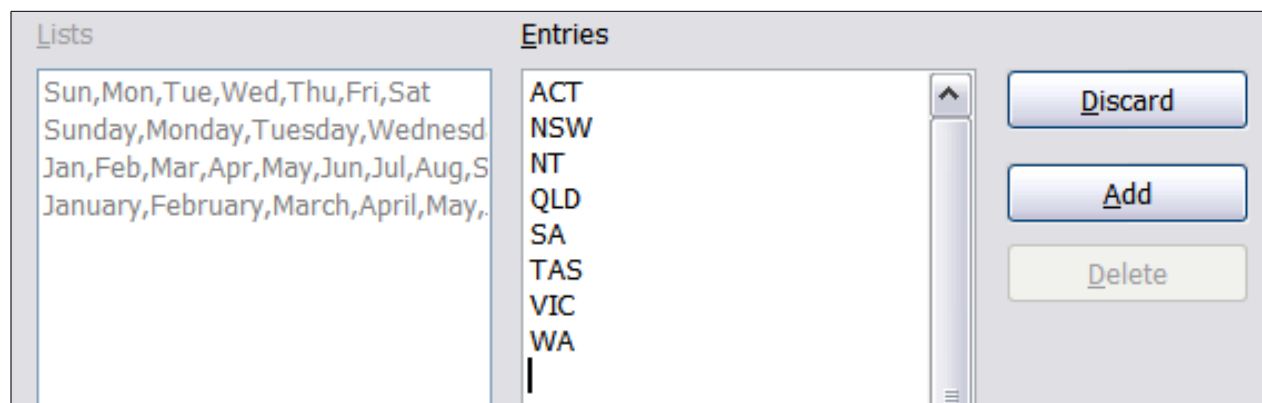 Lists
Sun,Mon,Tue,Wed,Thu,Fri,Sat
Sunday,Monday,Tuesday,Wednesd
Jan,Feb,Mar,Apr,May,Jun,Jul,Aug,S
January,February,March,April,May,.
Entries
ACT
NSW
NT
QLD
SA
TAS
VIC
WA
Discard
Add
Delete